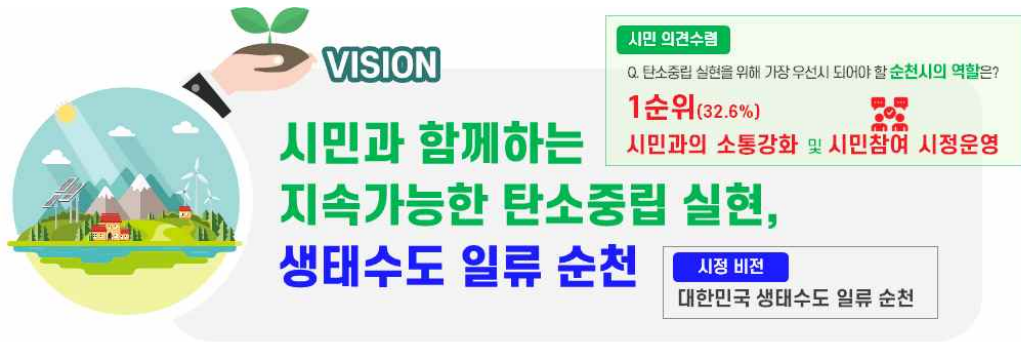 VISION
시민과 함께하는
지속가능한 탄소중립 실현,
생태수도 일류 순천
시민 의견수렴
Q. 탄소중립 실현을 위해 가장 우선시 되어야 할 순천시의 역할은?
1순위(32.6%)
시민과의 소통강화 및 시민참여 시정운영
시정 비전
대한민국 생태수도 일류 순천